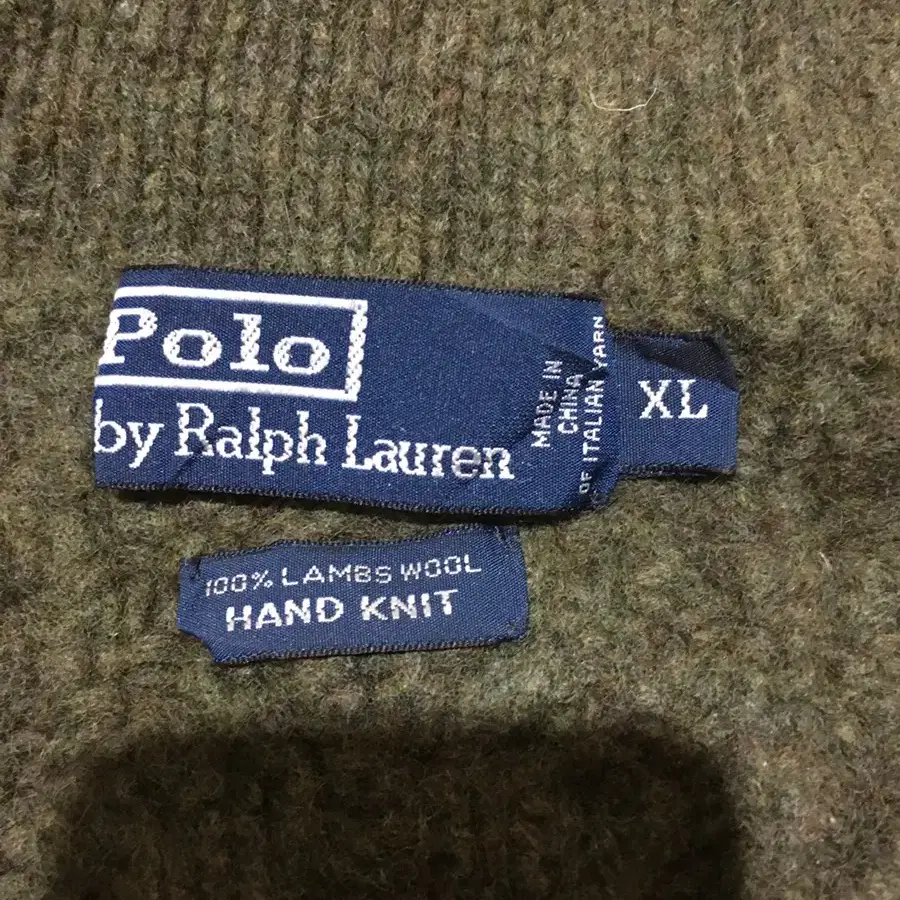 Polo
by Ralph Lauren
MADE IN
CHINA
OF ITALIAN YARN
XL
100% LAMBS WOOL
HAND KNIT